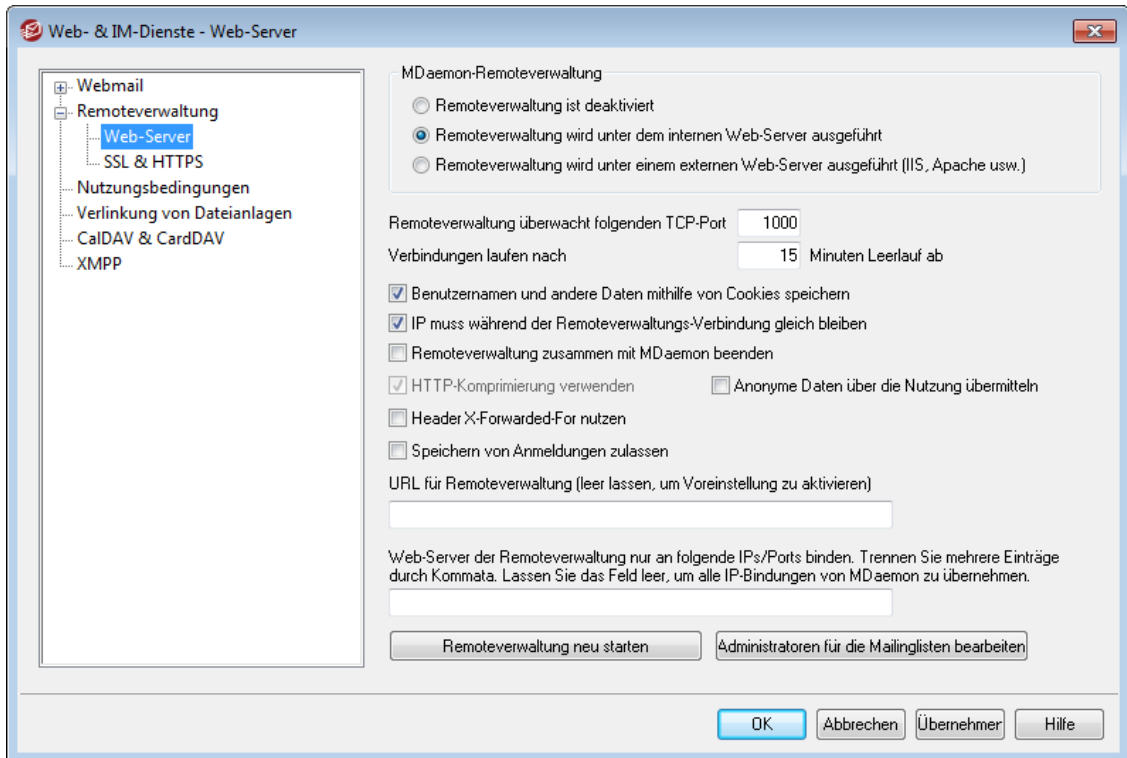 Web- & IM-Dienste - Web-Server
Webmail
Remoteverwaltung
Web-Server
SSL & HTTPS
Nutzungsbedingungen
Verlinkung von Dateianlagen
CalDAV & CardDAV
XMPP
MDaemon-Remoteverwaltung
Remoteverwaltung ist deaktiviert
Remoteverwaltung wird unter dem internen Web-Server ausgeführt
Remoteverwaltung wird unter einem externen Web-Server ausgeführt (IIS, Apache usw.)
Remoteverwaltung überwacht folgenden TCP-Port 1000
Verbindungen laufen nach 15 Minuten Leerlauf ab
Benutzernamen und andere Daten mithilfe von Cookies speichern
IP muss während der Remoteverwaltungs-Verbindung gleich bleiben
Remoteverwaltung zusammen mit MDaemon beenden
HTTP-Komprimierung verwenden Anonyme Daten über die Nutzung übermitteln
Header X-Forwarded-For nutzen
Speichern von Anmeldungen zulassen
URL für Remoteverwaltung (leer lassen, um Voreinstellung zu aktivieren)
Web-Server der Remoteverwaltung nur an folgende IPs/Ports binden. Trennen Sie mehrere Einträge
durch Kommata. Lassen Sie das Feld leer, um alle IP-Bindungen von MDaemon zu übernehmen.
Remoteverwaltung neu starten Administratoren für die Mailinglisten bearbeiten
OK Abbrechen Übernehmer Hilfe